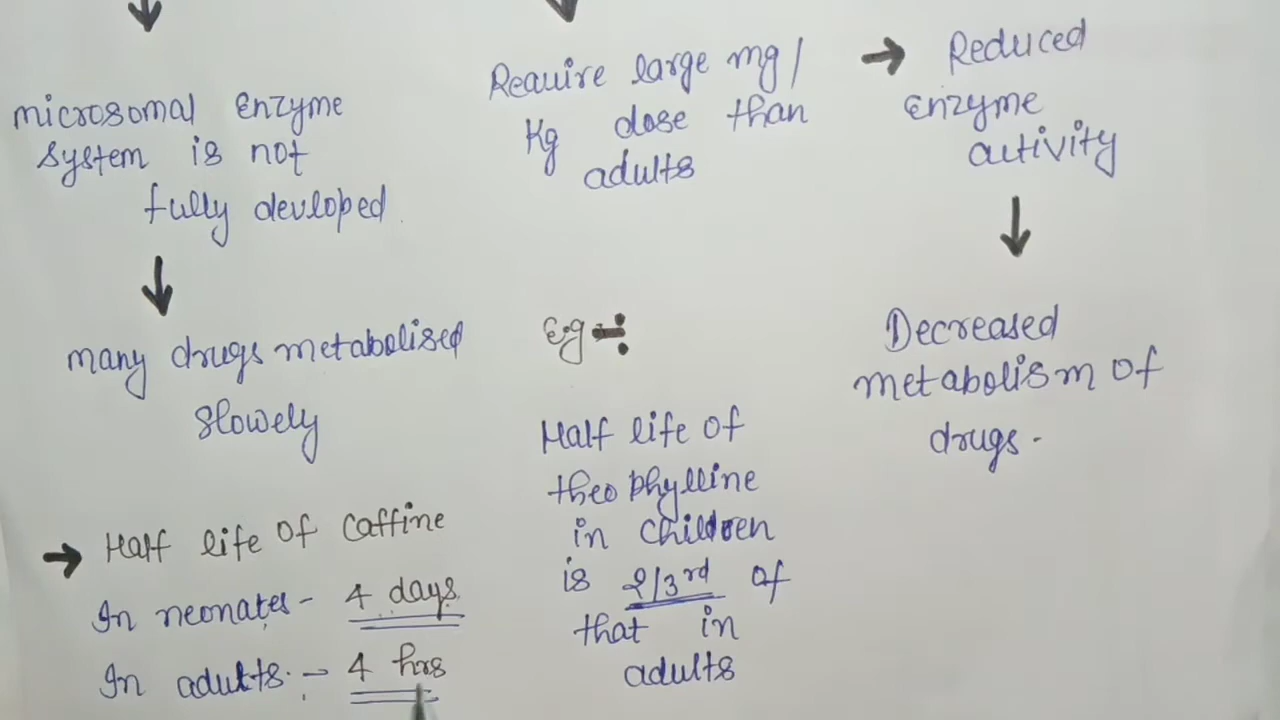 microsomal Enzyme
system is not
fully devloped
many drugs metabolised
slowely
Half life of Caffine
In neonates - 4 days
In adults - 4 hrs
Reauire large mg/
Kg dose than
adults
E.g :-
Half life of
theophylline
in children
is 2/3rd of
that in
adults
Reduced
Enzyme
activity
Decreased
metabolism of
drugs.